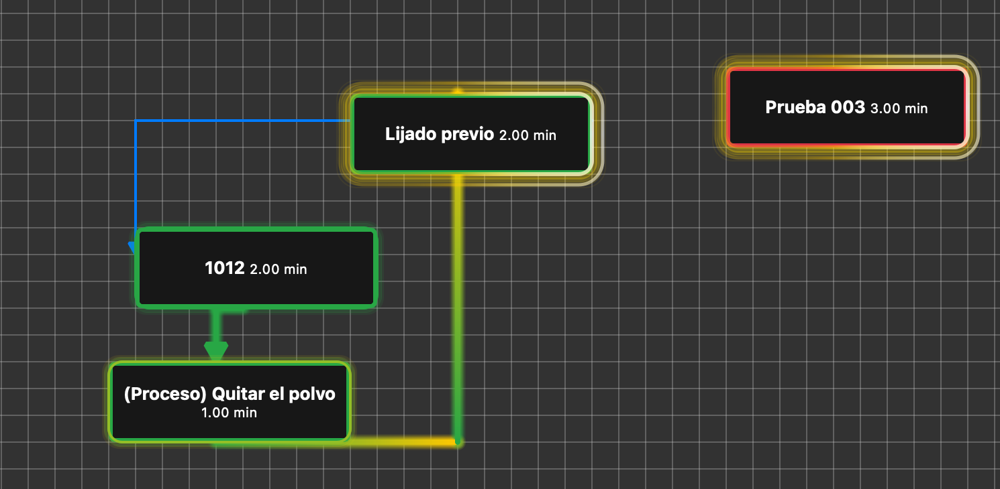 Prueba 003 3.00 min
Lijado previo 2.00 min
1012 2.00 min
(Proceso) Quitar el polvo
1.00 min